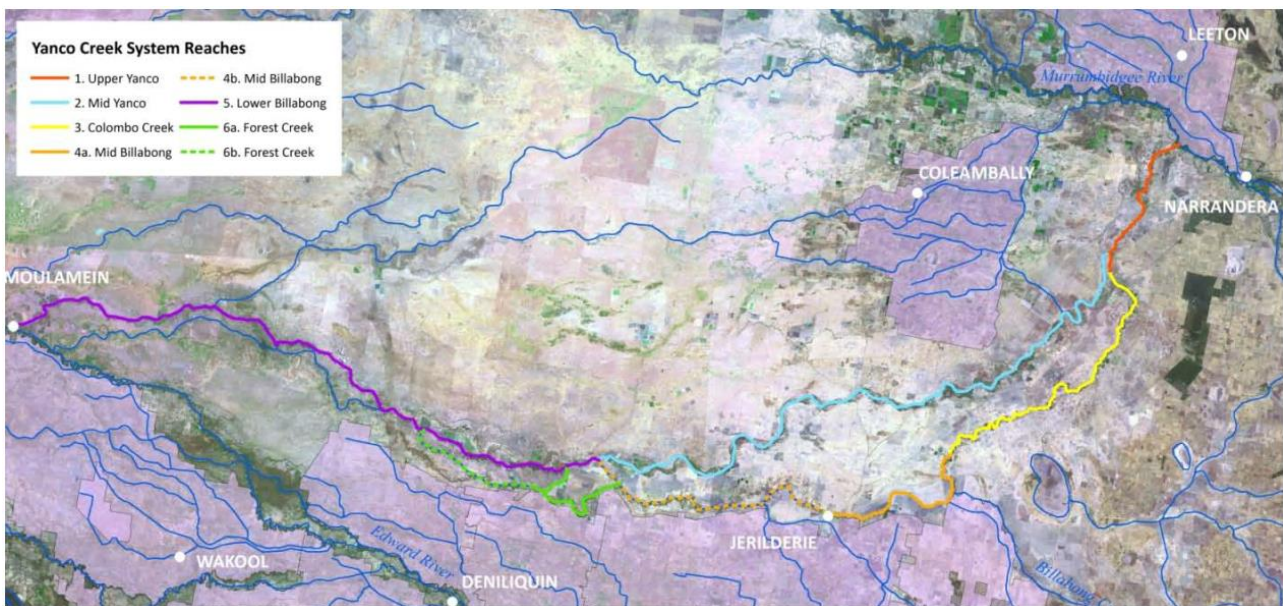 Yanco Creek System Reaches
1. Upper Yanco
2. Mid Yanco
3. Colombo Creek
4a. Mid Billabong
4b. Mid Billabong
5. Lower Billabong
6a. Forest Creek
6b. Forest Creek
LEETON
Murrumbidgee River
COLEAMBALLY
NARRANDERA
MOULAMEIN
JERILDERIE
WAKOOL
Edward River
DENILIQUIN